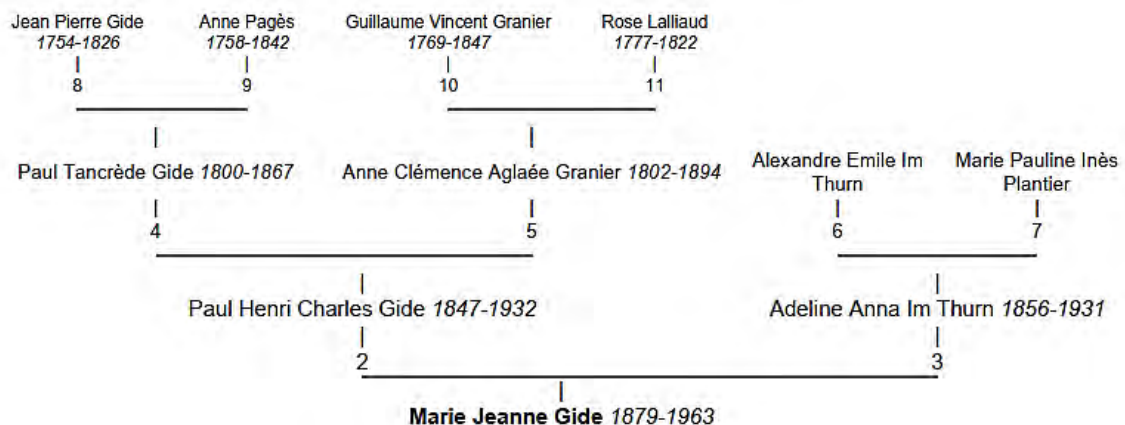 Jean Pierre Gide Anne Pagès Guillaume Vincent Granier Rose Lalliaud
1754-1826 1758-1842 1769-1847 1777-1822
8 9 10 11
Paul Tancrède Gide 1800-1867 Anne Clémence Aglaée Granier 1802-1894
Alexandre Emile Im Thurn
Marie Pauline Inès Plantier
4 5 6 7
Paul Henri Charles Gide 1847-1932 Adeline Anna Im Thurn 1856-1931
2 3
Marie Jeanne Gide 1879-1963